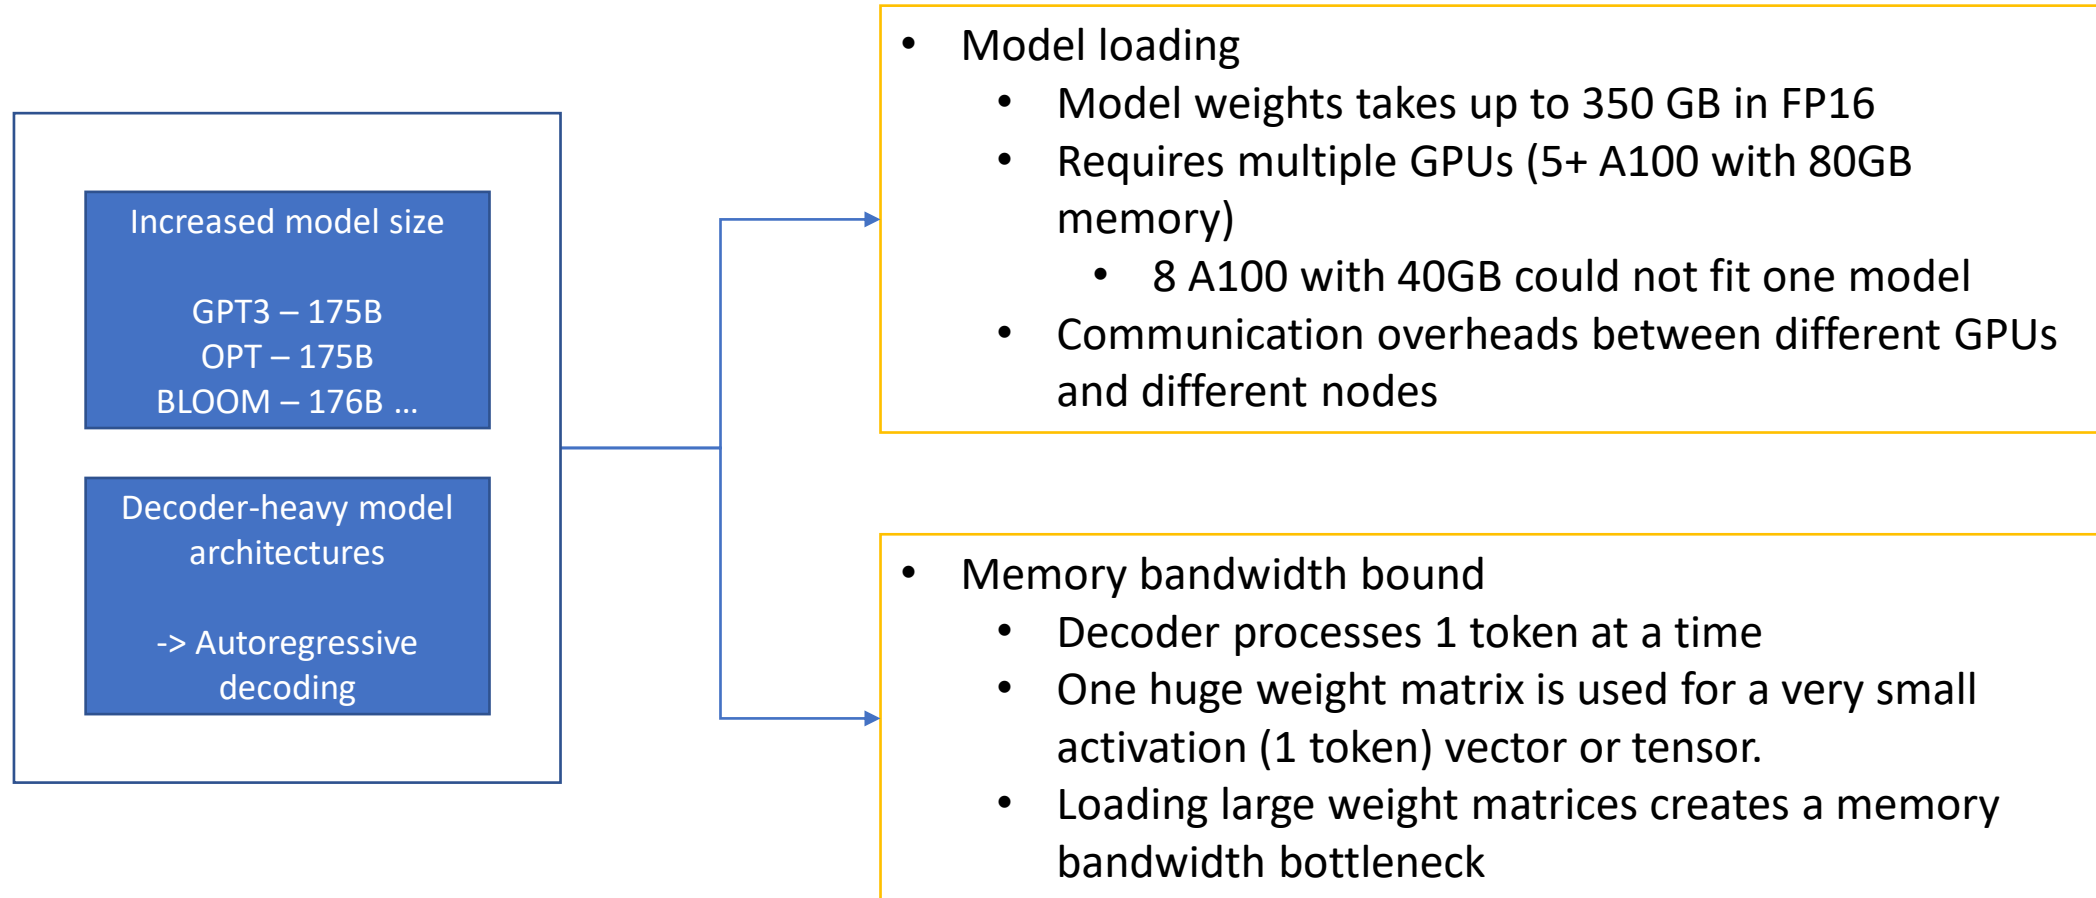 Increased model size
GPT3 – 175B
OPT – 175B
BLOOM – 176B ...
Decoder-heavy model
architectures
-> Autoregressive
decoding
• Model loading
• Model weights takes up to 350 GB in FP16
• Requires multiple GPUs (5+ A100 with 80GB
memory)
• 8 A100 with 40GB could not fit one model
• Communication overheads between different GPUs
and different nodes
• Memory bandwidth bound
• Decoder processes 1 token at a time
• One huge weight matrix is used for a very small
activation (1 token) vector or tensor.
• Loading large weight matrices creates a memory
bandwidth bottleneck